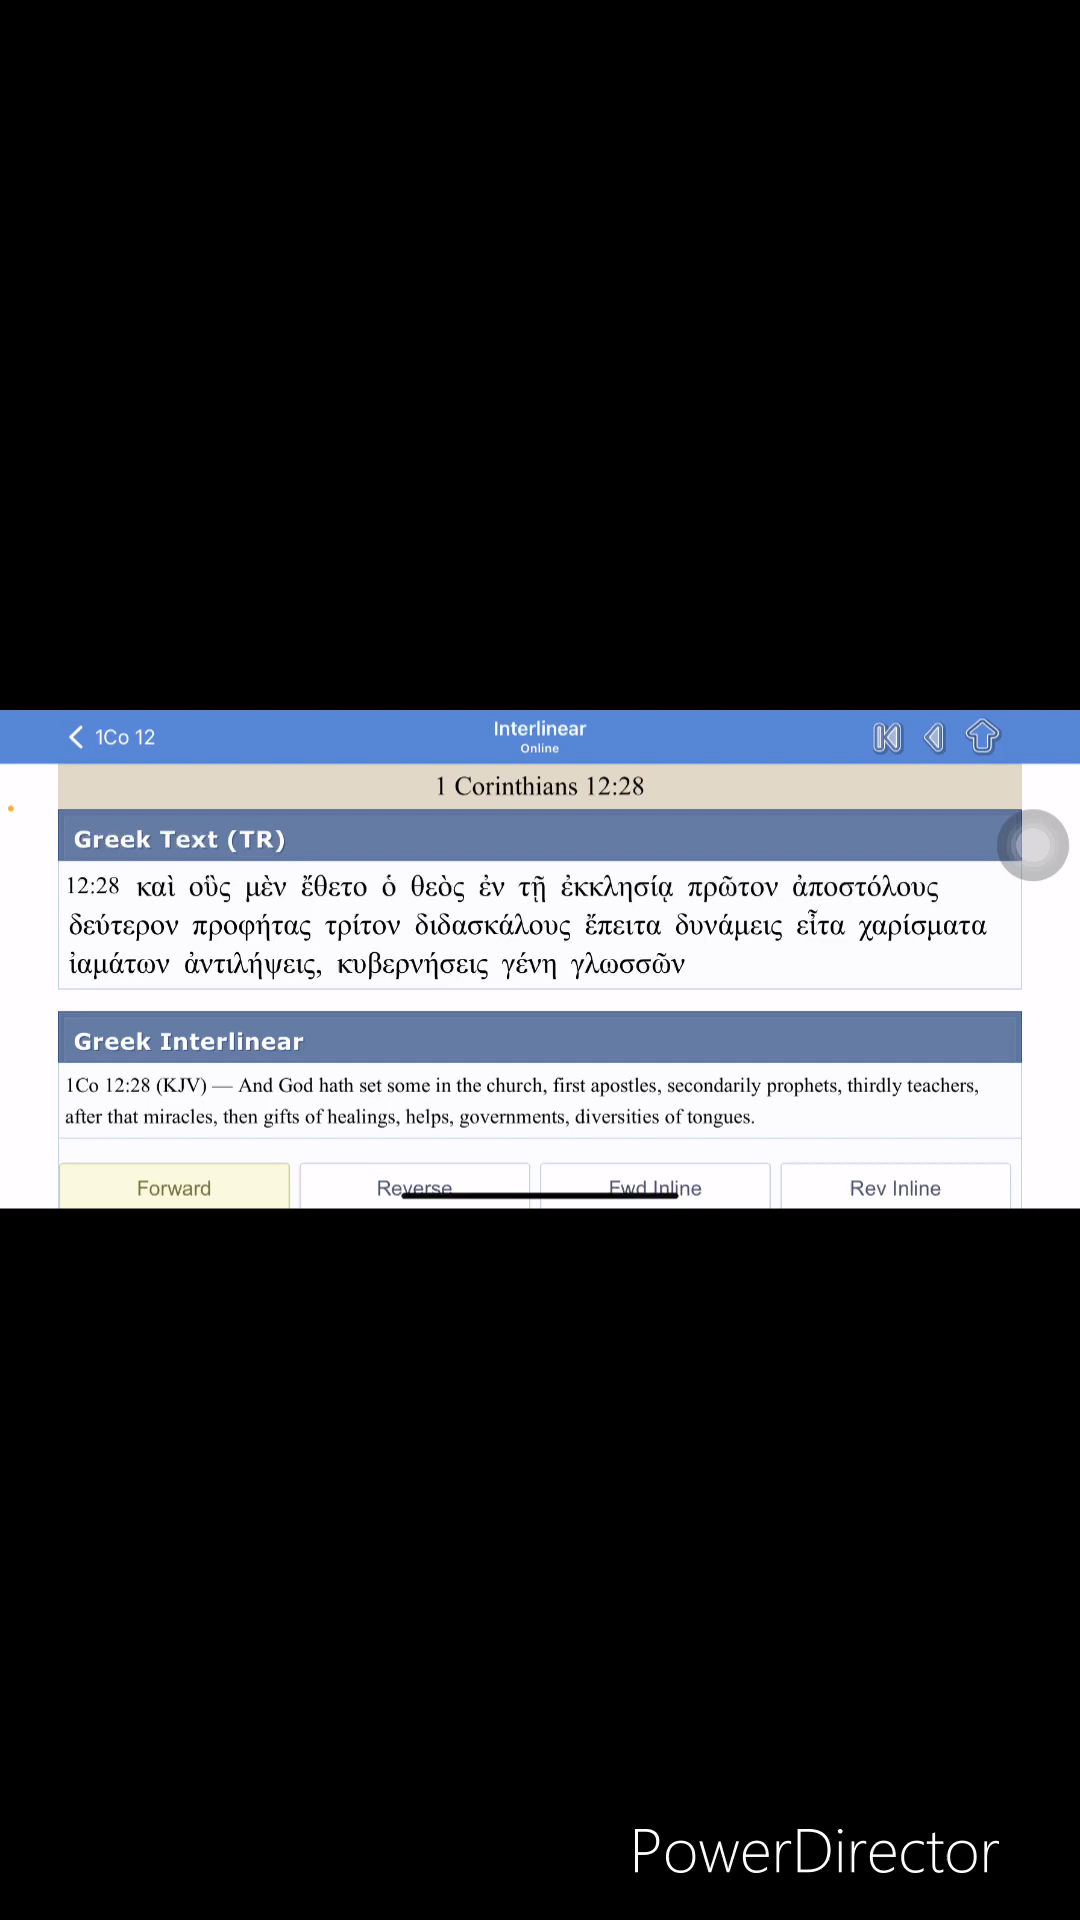 1Co 12
Interlinear
Online
1 Corinthians 12:28
Greek Text (TR)
12:28 καὶ οὓς μὲν ἔθετο ὁ θεὸς ἐν τῇ ἐκκλησίᾳ πρῶτον ἀποστόλους
δεύτερον προφήτας τρίτον διδασκάλους ἔπειτα δυνάμεις εἶτα χαρίσματα
ἰαμάτων ἀντιλήψεις, κυβερνήσεις γένη γλωσσῶν
Greek Interlinear
1Co 12:28 (KJV) — And God hath set some in the church, first apostles, secondarily prophets, thirdly teachers,
after that miracles, then gifts of healings, helps, governments, diversities of tongues.
Forward Reverse Fwd Inline Rev Inline
PowerDirector